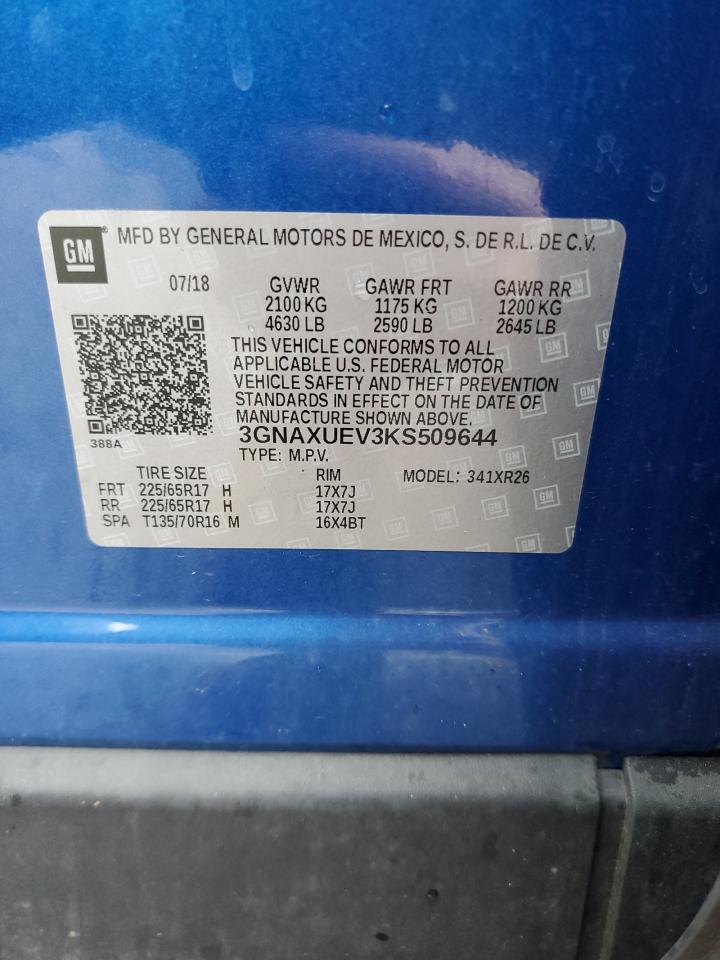 GM® MFD BY GENERAL MOTORS DE MEXICO, S. DE R.L. DE C.V.
07/18 GVWR GAWR FRT GAWR RR
2100 KG 1175 KG 1200 KG
4630 LB 2590 LB 2645 LB
THIS VEHICLE CONFORMS TO ALL
APPLICABLE U.S. FEDERAL MOTOR
VEHICLE SAFETY AND THEFT PREVENTION
STANDARDS IN EFFECT ON THE DATE OF
MANUFACTURE SHOWN ABOVE.
388A 3GNAXUEV3KS509644
TYPE: M.P.V.
TIRE SIZE RIM MODEL: 341XR26
FRT 225/65R17 H 17X7J
RR 225/65R17 H 17X7J
SPA T135/70R16 M 16X4BT